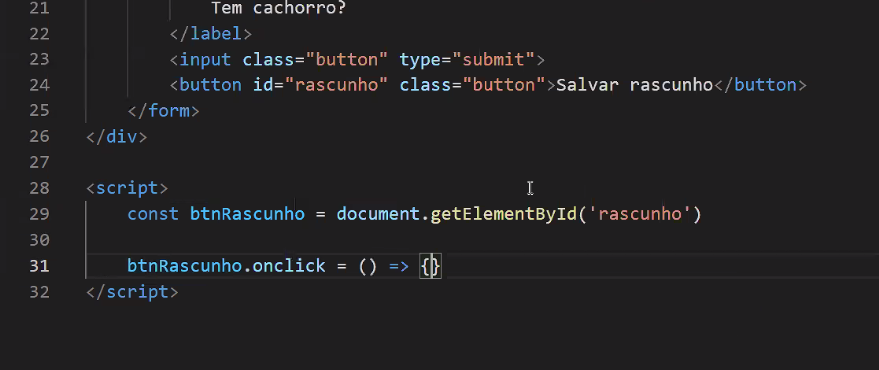 21 Tem cachorro?
22 </label>
23 <input class="button" type="submit">
24 <button id="rascunho" class="button">Salvar rascunho</button>
25 </form>
26 </div>
27
28 <script>
29 const btnRascunho = document.getElementById('rascunho')
30
31 btnRascunho.onclick = () => {}
32 </script>